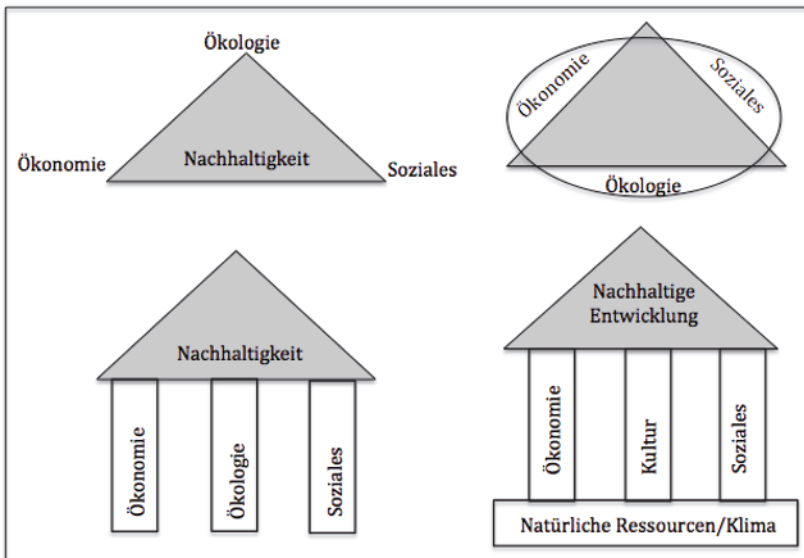 Ökologie
Ökonomie
Nachhaltigkeit
Soziales
Ökonomie
Soziales
Ökologie
Nachhaltigkeit
Ökonomie
Ökologie
Soziales
Nachhaltige
Entwicklung
Ökonomie
Kultur
Soziales
Natürliche Ressourcen/Klima